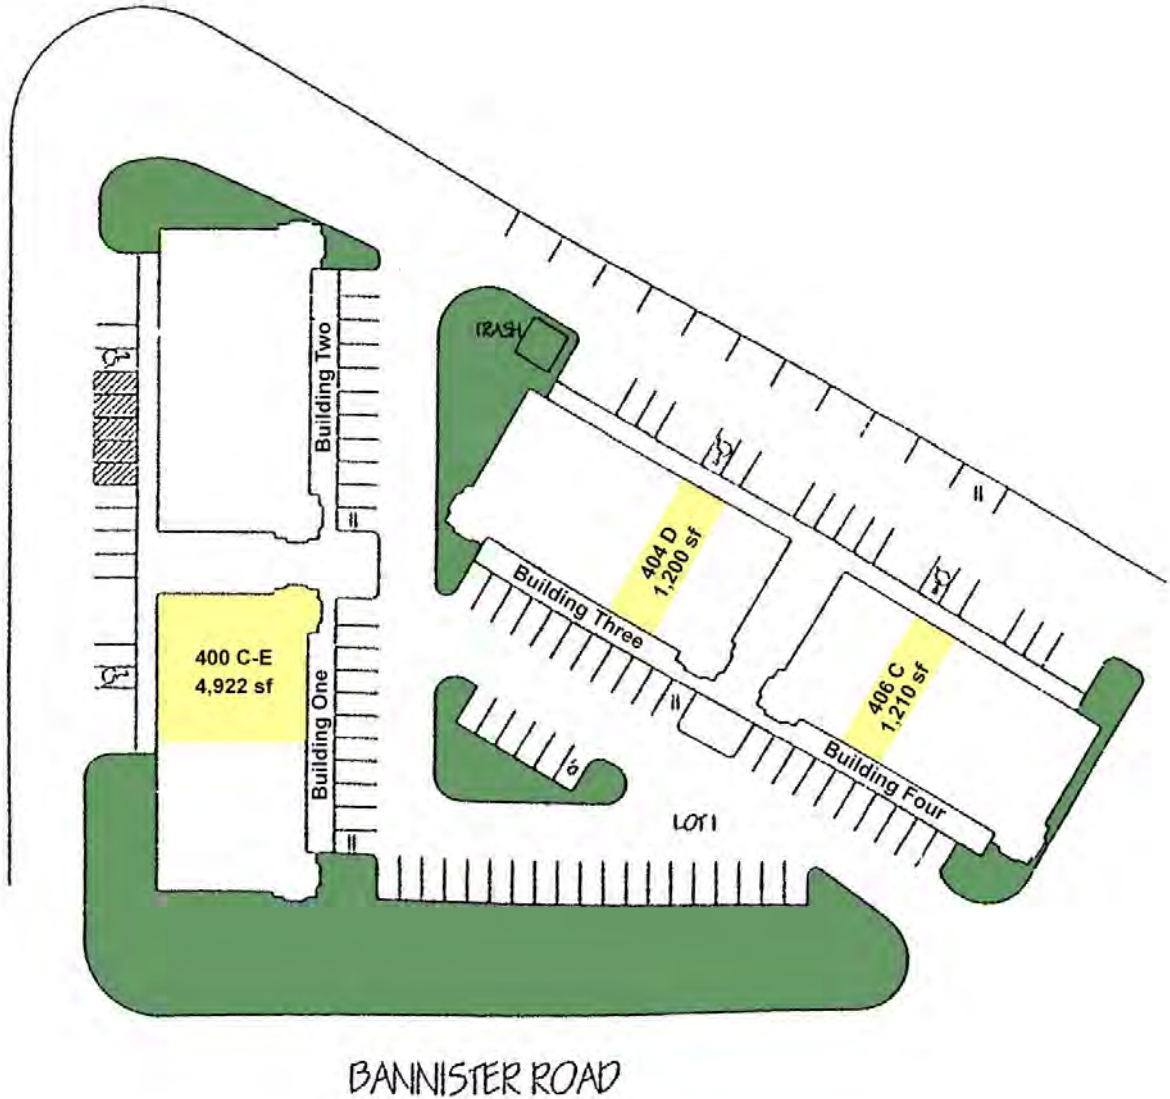 TRASH
Building Two
404 D
1,200 sf
Building Three
400 C-E
4,922 sf
Building One
406 C
1,210 sf
Building Four
LOT 1
BANNISTER ROAD